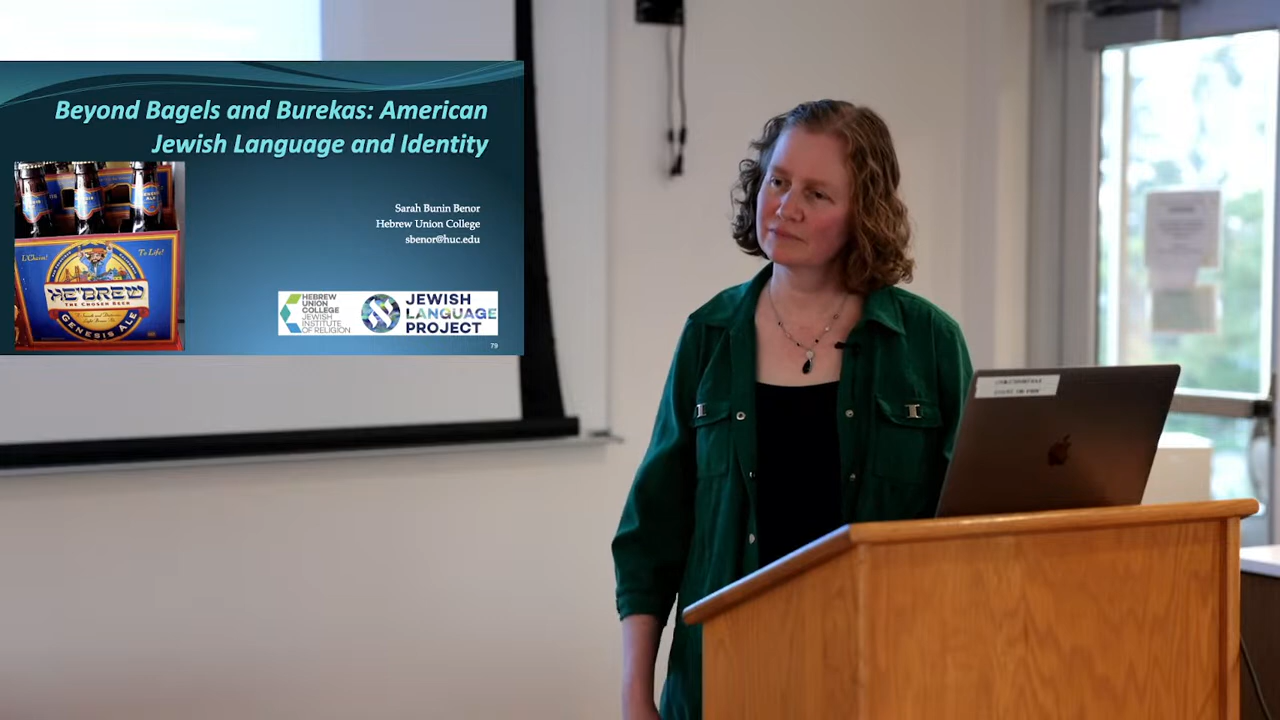 Beyond Bagels and Burekas: American
Jewish Language and Identity
Sarah Bunin Benor
Hebrew Union College
sbenor@huc.edu
L'Chaim!
To Life!
HE'BREW
THE CHOSEN BEER
GENESIS ALE
HEBREW
UNION
COLLEGE
JEWISH
INSTITUTE
OF RELIGION
JEWISH
LANGUAGE
PROJECT
79